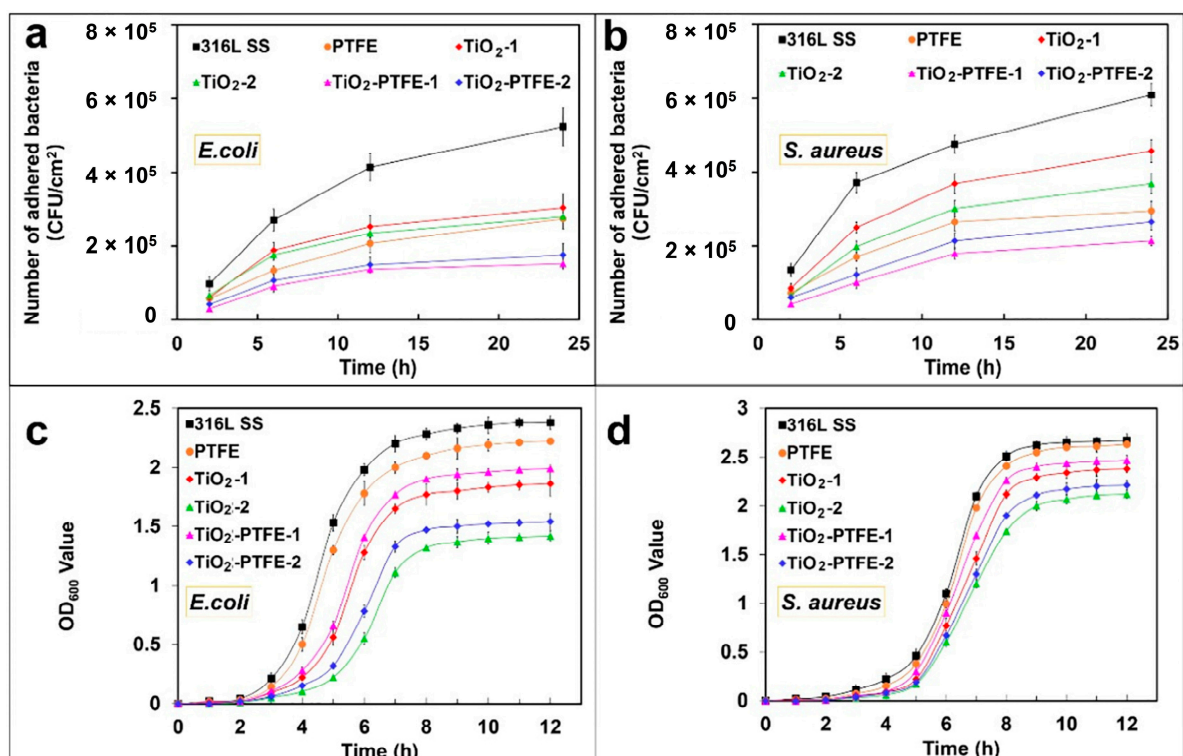 a
8 × 10⁵
6 × 10⁵
4 × 10⁵
2 × 10⁵
0
Number of adhered bacteria
(CFU/cm²)
316L SS PTFE TiO₂-1
TiO₂-2 TiO₂-PTFE-1 TiO₂-PTFE-2
E.coli
0 5 10 15 20 25
Time (h)
b
8 × 10⁵
6 × 10⁵
4 × 10⁵
2 × 10⁵
0
Number of adhered bacteria
(CFU/cm²)
316L SS PTFE TiO₂-1
TiO₂-2 TiO₂-PTFE-1 TiO₂-PTFE-2
S. aureus
0 5 10 15 20 25
Time (h)
c
2.5
2
1.5
1
0.5
0
OD₆₀₀ Value
316L SS
PTFE
TiO₂-1
TiO₂-2
TiO₂-PTFE-1
TiO₂-PTFE-2
E.coli
0 2 4 6 8 10 12
Time (h)
d
3
2.5
2
1.5
1
0.5
0
OD₆₀₀ Value
316L SS
PTFE
TiO₂-1
TiO₂-2
TiO₂-PTFE-1
TiO₂-PTFE-2
S. aureus
0 2 4 6 8 10 12
Time (h)